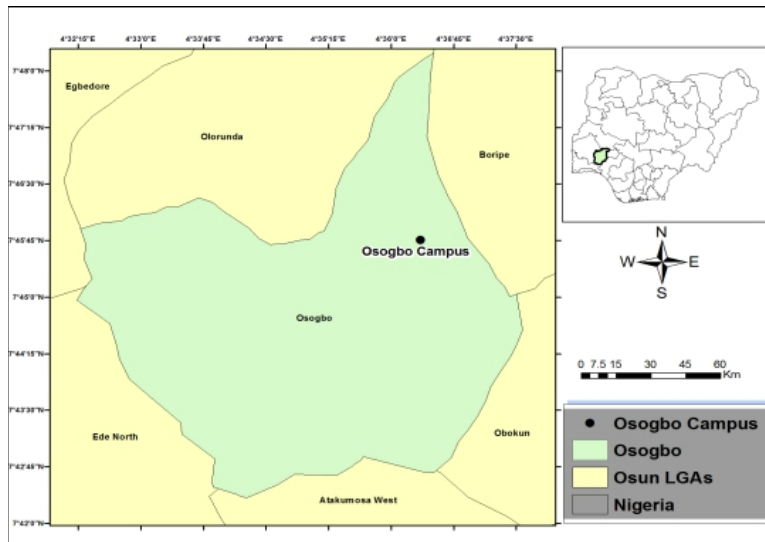 4°32'15"E 4°33'0"E 4°33'45"E 4°34'30"E 4°35'15"E 4°36'0"E 4°36'45"E 4°37'30"E
7°48'0"N
7°47'15"N
7°46'30"N
7°45'45"N
7°45'0"N
7°44'15"N
7°43'30"N
7°42'45"N
7°42'0"N
Egbedore
Olorunda
Boripe
Osogbo Campus
Osogbo
Ede North
Obokun
Atakumosa West
N
W E
S
0 7.5 15 30 45 60
Km
Osogbo Campus
Osogbo
Osun LGAs
Nigeria